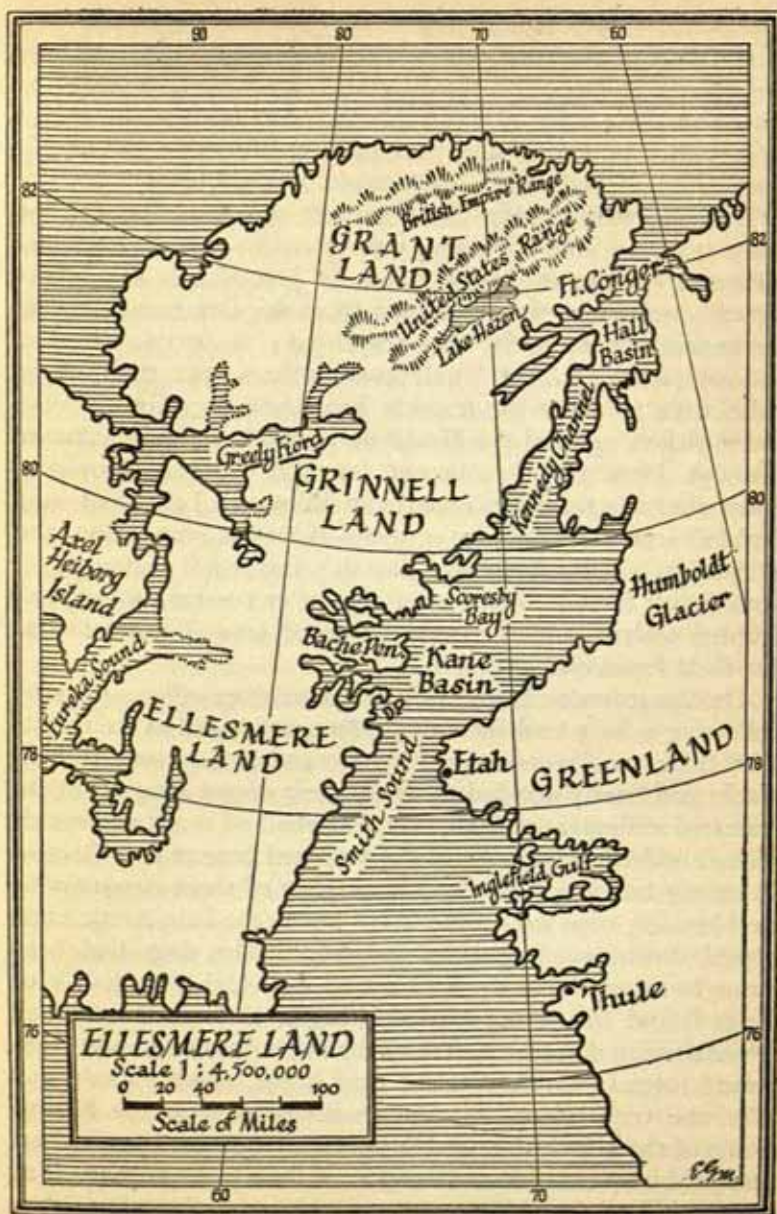 90 80 70 60
82
British Empire Range
GRANT
LAND
United States Range
82
Ft. Conger
Lake Hazen
Hall
Basin
Greely Fiord
Kennedy Channel
GRINNELL
LAND
80
80
Axel
Heiberg
Island
Humboldt
Glacier
Scoresby
Bay
Bache Pen
Kane
Basin
Eureka Sound
ELLESMERE
LAND
78
Etah
GREENLAND
78
Smith Sound
Inglefield Gulf
Thule
76
76
ELLESMERE LAND
Scale 1 : 4,500,000
0 20 40 60 100
Scale of Miles
60 70